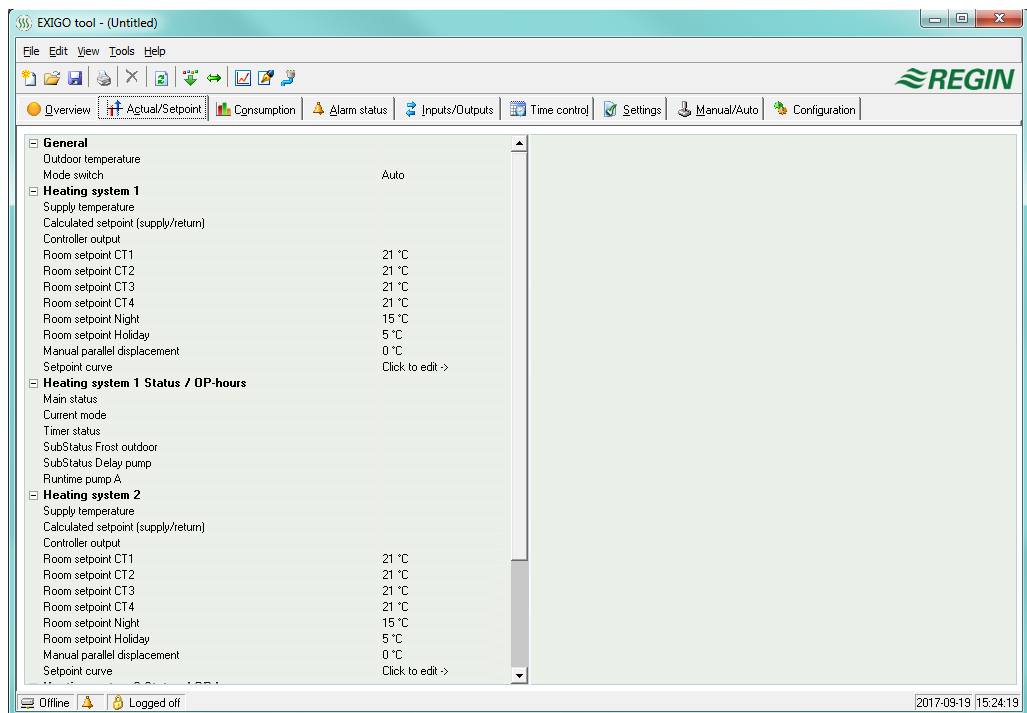 EXIGO tool - (Untitled)
File Edit View Tools Help
REGIN
Overview Actual/Setpoint Consumption Alarm status Inputs/Outputs Time control Settings Manual/Auto Configuration
General
Outdoor temperature
Mode switch Auto
Heating system 1
Supply temperature
Calculated setpoint (supply/return)
Controller output
Room setpoint CT1 21 °C
Room setpoint CT2 21 °C
Room setpoint CT3 21 °C
Room setpoint CT4 21 °C
Room setpoint Night 15 °C
Room setpoint Holiday 5 °C
Manual parallel displacement 0 °C
Setpoint curve Click to edit ->
Heating system 1 Status / OP-hours
Main status
Current mode
Timer status
SubStatus Frost outdoor
SubStatus Delay pump
Runtime pump A
Heating system 2
Supply temperature
Calculated setpoint (supply/return)
Controller output
Room setpoint CT1 21 °C
Room setpoint CT2 21 °C
Room setpoint CT3 21 °C
Room setpoint CT4 21 °C
Room setpoint Night 15 °C
Room setpoint Holiday 5 °C
Manual parallel displacement 0 °C
Setpoint curve Click to edit ->
Offline Logged off 2017-09-19 15:24:19